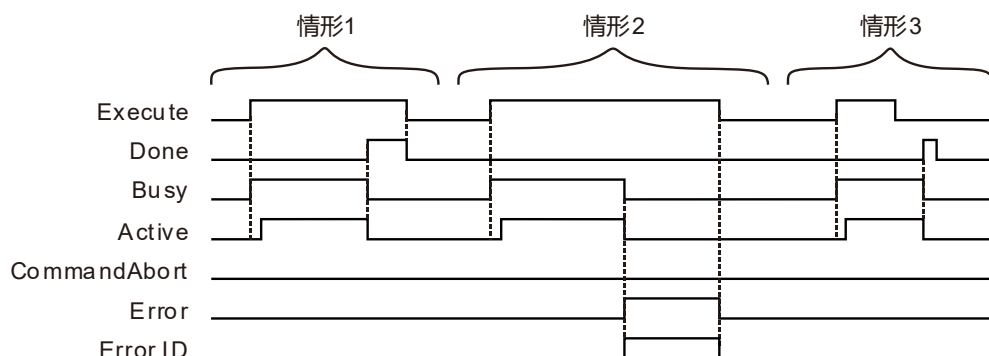 情形1 情形2 情形3
Execute
Done
Busy
Active
CommandAbort
Error
Error ID